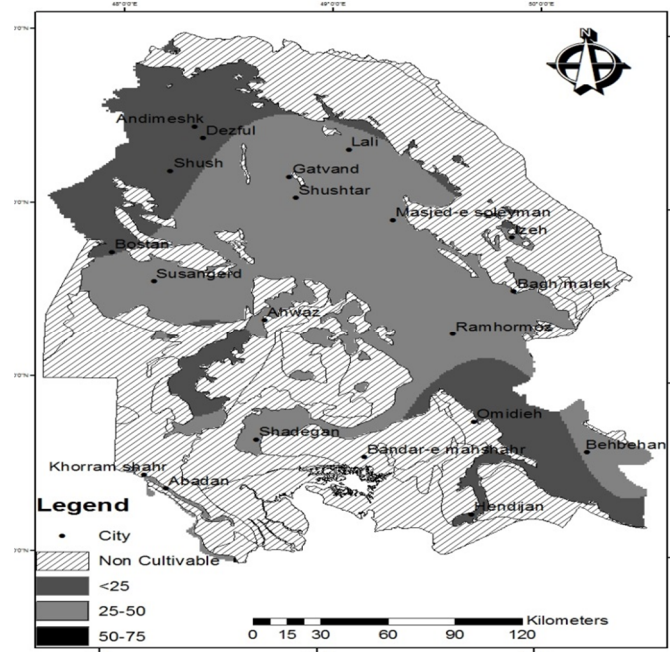 48°0'0"E 49°0'0"E 50°0'0"E
N
Andimeshk
Dezful
Lali
Shush
Gatvand
Shushtar
Masjed-e soleyman
Izeh
Bostan
Susangerd
Bagh malek
Ahwaz
Ramhormoz
Omidieh
Shadegan
Behbehan
Bandar-e mahshahr
Khorram shahr
Abadan
Hendijan
Legend
City
Non Cultivable
<25
25-50
50-75
Kilometers
0 15 30 60 90 120